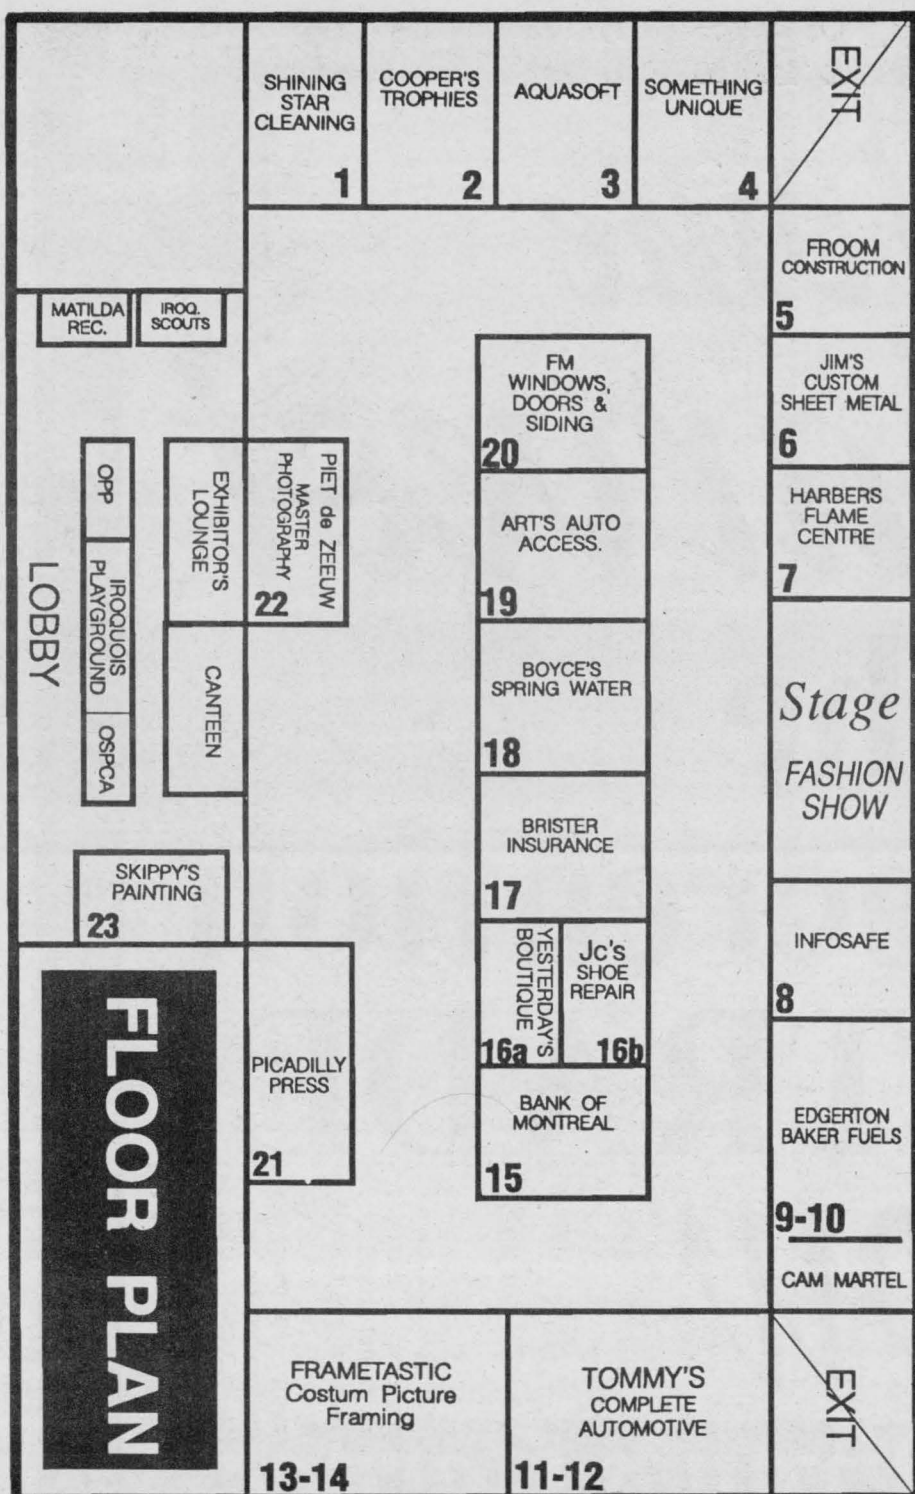 SHINING
STAR
CLEANING
1
COOPER'S
TROPHIES
2
AQUASOFT
3
SOMETHING
UNIQUE
4
EXIT
FROOM
CONSTRUCTION
5
JIM'S
CUSTOM
SHEET METAL
6
HARBERS
FLAME
CENTRE
7
Stage
FASHION
SHOW
INFOSAFE
8
EDGERTON
BAKER FUELS
9-10
CAM MARTEL
EXIT
TOMMY'S
COMPLETE
AUTOMOTIVE
11-12
FRAMETASTIC
Costum Picture
Framing
13-14
BANK OF
MONTREAL
15
YESTERDAY'S
BOUTIQUE
16a
Jc's
SHOE
REPAIR
16b
BRISTER
INSURANCE
17
BOYCE'S
SPRING WATER
18
ART'S AUTO
ACCESS.
19
FM
WINDOWS,
DOORS &
SIDING
20
PICADILLY
PRESS
21
PIET de ZEEUW
MASTER
PHOTOGRAPHY
22
SKIPPY'S
PAINTING
23
MATILDA
REC.
IROQ.
SCOUTS
EXHIBITOR'S
LOUNGE
CANTEEN
OPP
IROQUOIS
PLAYGROUND
OSPCA
LOBBY
FLOOR PLAN